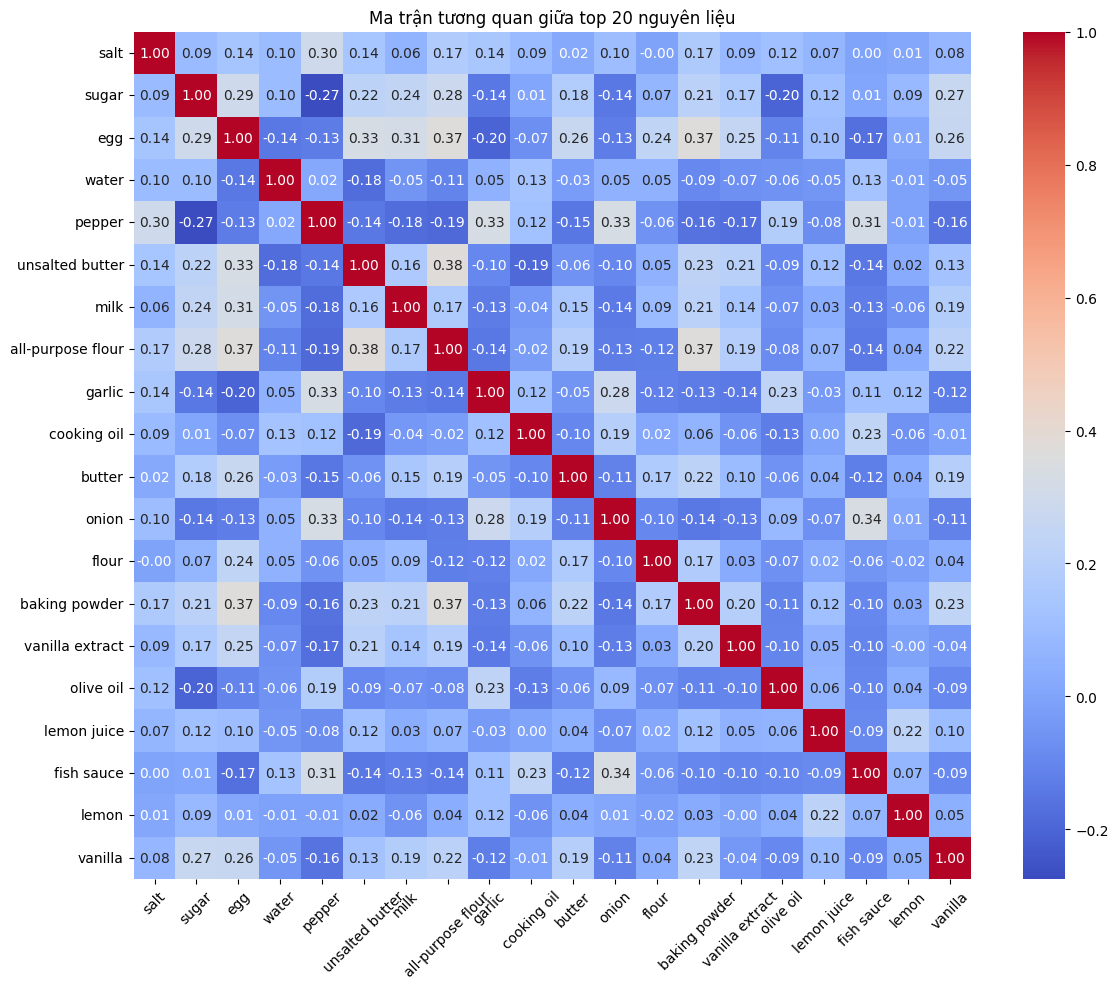 Ma trận tương quan giữa top 20 nguyên liệu
salt 1.00 0.09 0.14 0.10 0.30 0.14 0.06 0.17 0.14 0.09 0.02 0.10 -0.00 0.17 0.09 0.12 0.07 0.00 0.01 0.08
sugar 0.09 1.00 0.29 0.10 -0.27 0.22 0.24 0.28 -0.14 0.01 0.18 -0.14 0.07 0.21 0.17 -0.20 0.12 0.01 0.09 0.27
egg 0.14 0.29 1.00 -0.14 -0.13 0.33 0.31 0.37 -0.20 -0.07 0.26 -0.13 0.24 0.37 0.25 -0.11 0.10 -0.17 0.01 0.26
water 0.10 0.10 -0.14 1.00 0.02 -0.18 -0.05 -0.11 0.05 0.13 -0.03 0.05 0.05 -0.09 -0.07 -0.06 -0.05 0.13 -0.01 -0.05
pepper 0.30 -0.27 -0.13 0.02 1.00 -0.14 -0.18 -0.19 0.33 0.12 -0.15 0.33 -0.06 -0.16 -0.17 0.19 -0.08 0.31 -0.01 -0.16
unsalted butter 0.14 0.22 0.33 -0.18 -0.14 1.00 0.16 0.38 -0.10 -0.19 -0.06 -0.10 0.05 0.23 0.21 -0.09 0.12 -0.14 0.02 0.13
milk 0.06 0.24 0.31 -0.05 -0.18 0.16 1.00 0.17 -0.13 -0.04 0.15 -0.14 0.09 0.21 0.14 -0.07 0.03 -0.13 -0.06 0.19
all-purpose flour 0.17 0.28 0.37 -0.11 -0.19 0.38 0.17 1.00 -0.14 -0.02 0.19 -0.13 -0.12 0.37 0.19 -0.08 0.07 -0.14 0.04 0.22
garlic 0.14 -0.14 -0.20 0.05 0.33 -0.10 -0.13 -0.14 1.00 0.12 -0.05 0.28 -0.12 -0.13 -0.14 0.23 -0.03 0.11 0.12 -0.12
cooking oil 0.09 0.01 -0.07 0.13 0.12 -0.19 -0.04 -0.02 0.12 1.00 -0.10 0.19 0.02 0.06 -0.06 -0.13 0.00 0.23 -0.06 -0.01
butter 0.02 0.18 0.26 -0.03 -0.15 -0.06 0.15 0.19 -0.05 -0.10 1.00 -0.11 0.17 0.22 0.10 -0.06 0.04 -0.12 0.04 0.19
onion 0.10 -0.14 -0.13 0.05 0.33 -0.10 -0.14 -0.13 0.28 0.19 -0.11 1.00 -0.10 -0.14 -0.13 0.09 -0.07 0.34 0.01 -0.11
flour -0.00 0.07 0.24 0.05 -0.06 0.05 0.09 -0.12 -0.12 0.02 0.17 -0.10 1.00 0.17 0.03 -0.07 0.02 -0.06 -0.02 0.04
baking powder 0.17 0.21 0.37 -0.09 -0.16 0.23 0.21 0.37 -0.13 0.06 0.22 -0.14 0.17 1.00 0.20 -0.11 0.12 -0.10 0.03 0.23
vanilla extract 0.09 0.17 0.25 -0.07 -0.17 0.21 0.14 0.19 -0.14 -0.06 0.10 -0.13 0.03 0.20 1.00 -0.10 0.05 -0.10 -0.00 -0.04
olive oil 0.12 -0.20 -0.11 -0.06 0.19 -0.09 -0.07 -0.08 0.23 -0.13 -0.06 0.09 -0.07 -0.11 -0.10 1.00 0.06 -0.10 0.04 -0.09
lemon juice 0.07 0.12 0.10 -0.05 -0.08 0.12 0.03 0.07 -0.03 0.00 0.04 -0.07 0.02 0.12 0.05 0.06 1.00 -0.09 0.22 0.10
fish sauce 0.00 0.01 -0.17 0.13 0.31 -0.14 -0.13 -0.14 0.11 0.23 -0.12 0.34 -0.06 -0.10 -0.10 -0.10 -0.09 1.00 0.07 -0.09
lemon 0.01 0.09 0.01 -0.01 -0.01 0.02 -0.06 0.04 0.12 -0.06 0.04 0.01 -0.02 0.03 -0.00 0.04 0.22 0.07 1.00 0.05
vanilla 0.08 0.27 0.26 -0.05 -0.16 0.13 0.19 0.22 -0.12 -0.01 0.19 -0.11 0.04 0.23 -0.04 -0.09 0.10 -0.09 0.05 1.00
salt sugar egg water pepper unsalted butter milk all-purpose flour garlic cooking oil butter onion flour baking powder vanilla extract olive oil lemon juice fish sauce lemon vanilla
1.0
0.8
0.6
0.4
0.2
0.0
−0.2